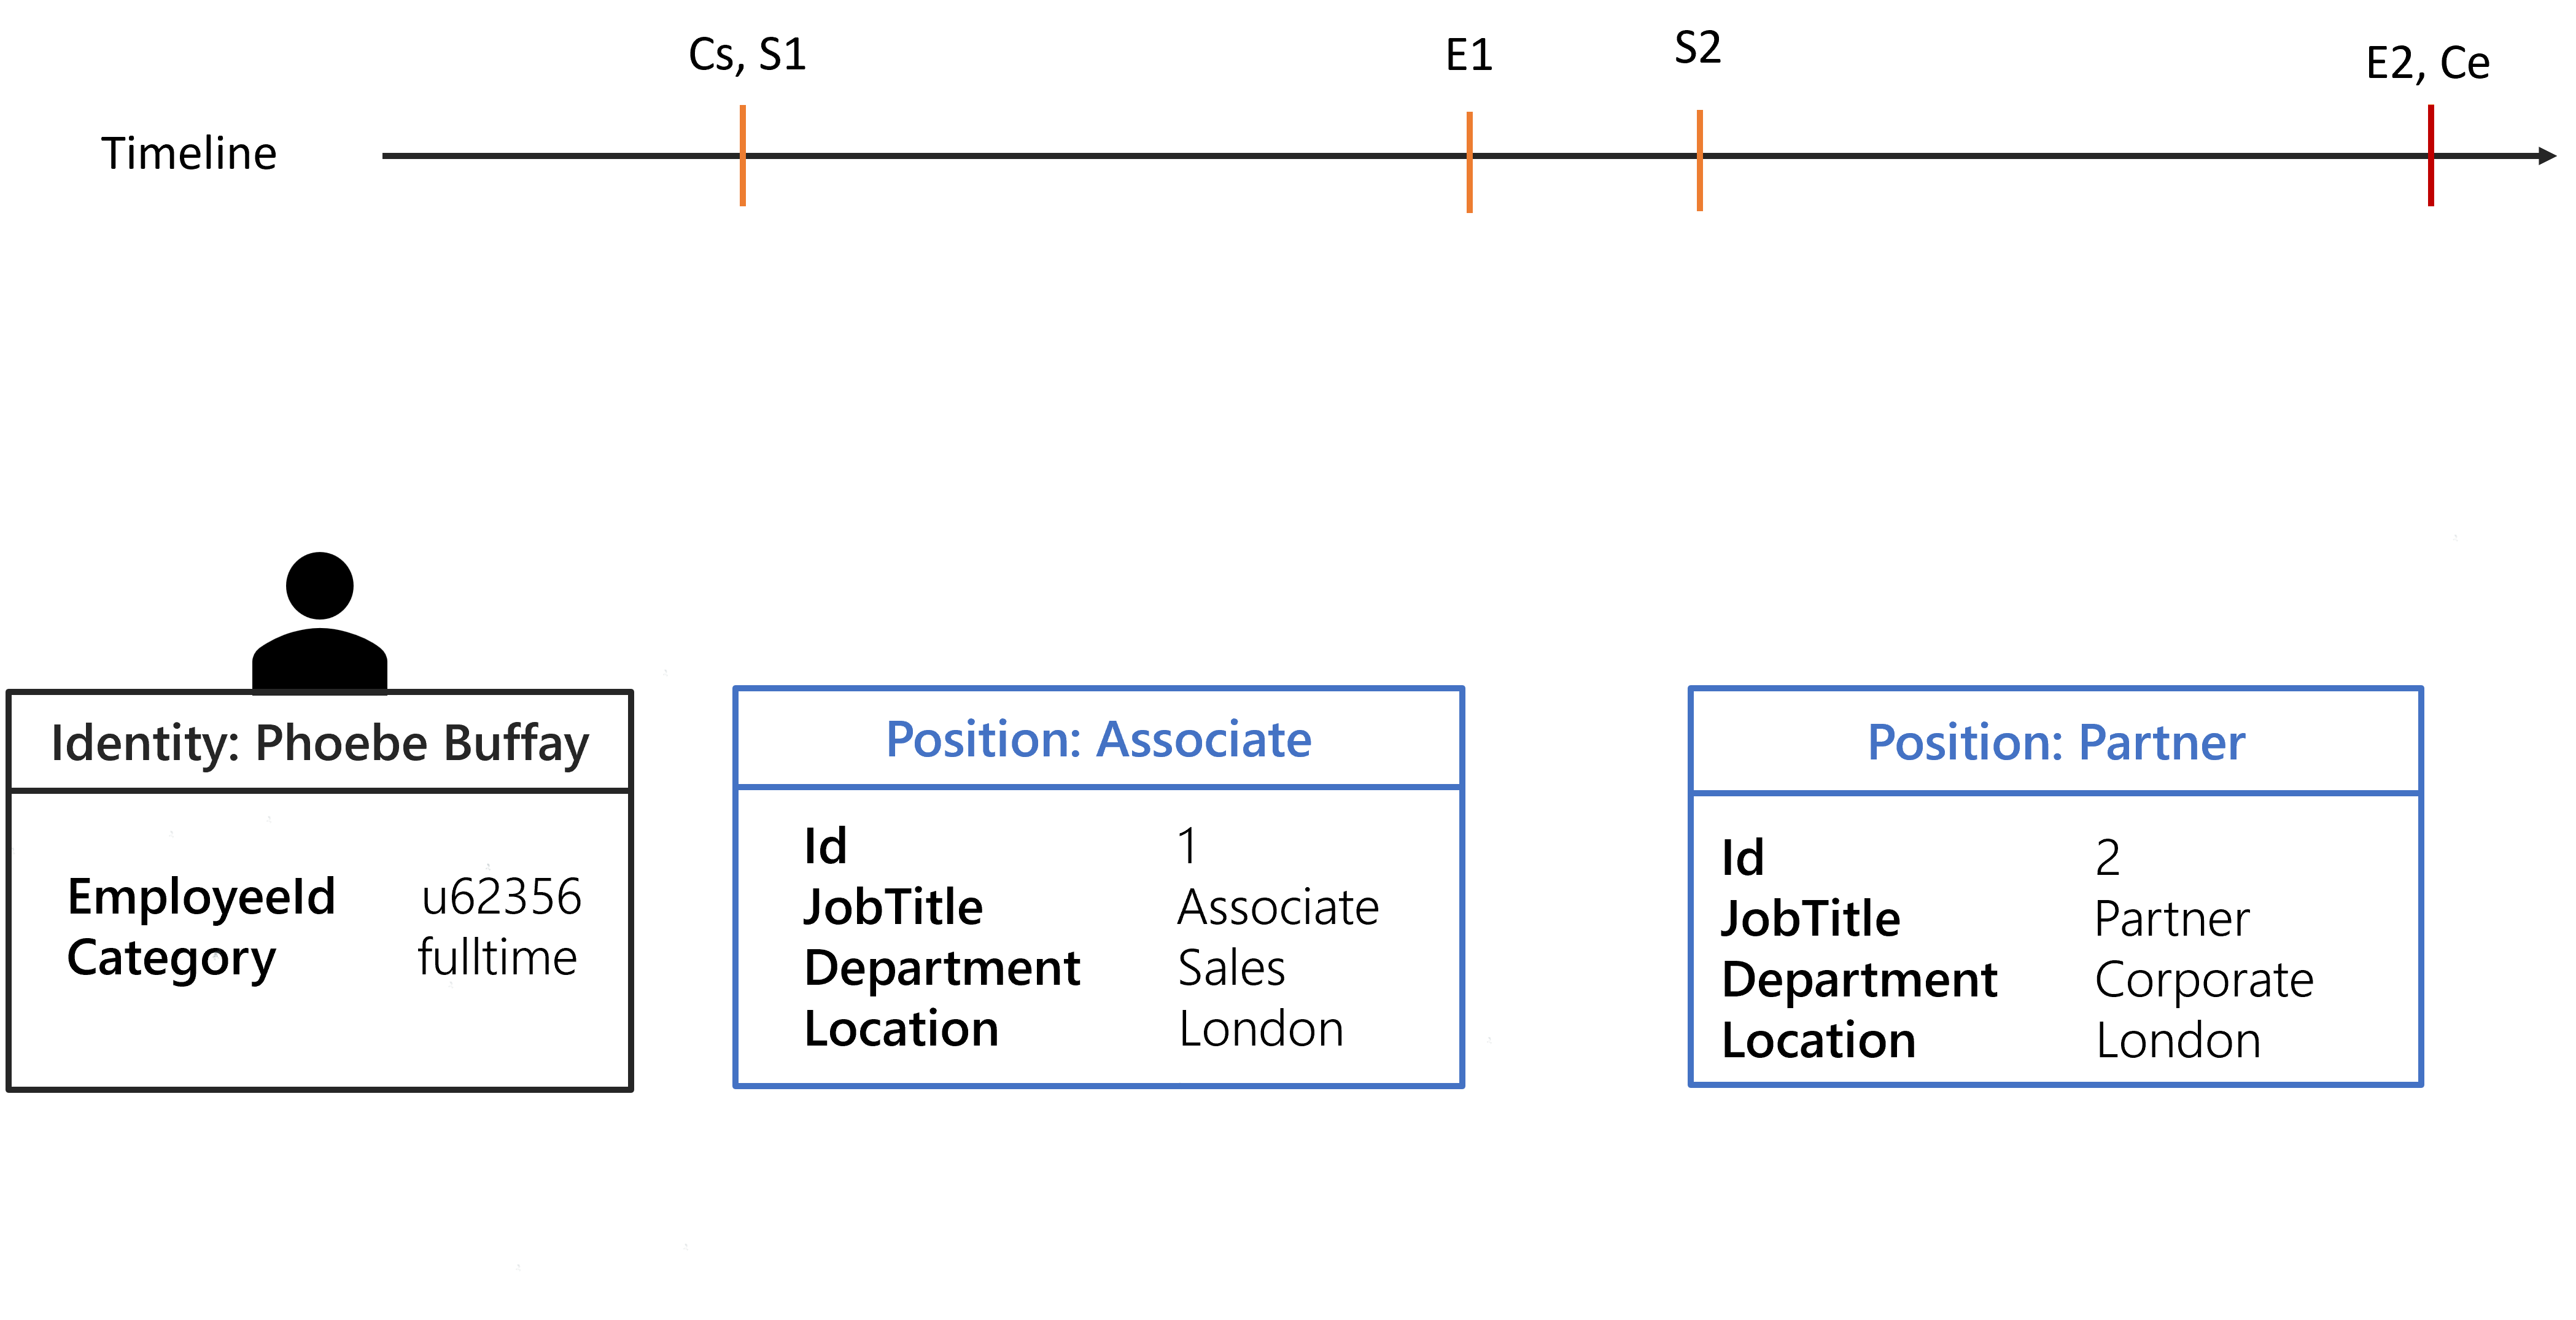 Cs, S1
E1
S2
E2, Ce
Timeline
Identity: Phoebe Buffay
EmployeeId u62356
Category fulltime
Position: Associate
Id 1
JobTitle Associate
Department Sales
Location London
Position: Partner
Id 2
JobTitle Partner
Department Corporate
Location London